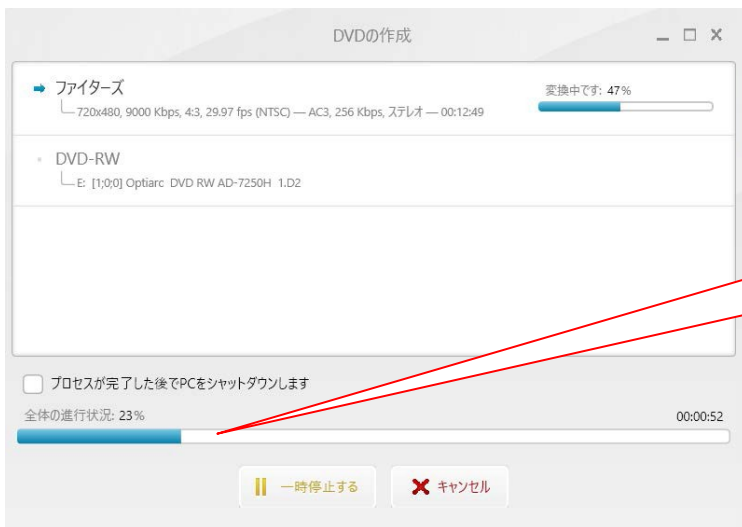 DVDの作成
ファイターズ
変換中です: 47%
720x480, 9000 Kbps, 4:3, 29.97 fps (NTSC) — AC3, 256 Kbps, ステレオ — 00:12:49
DVD-RW
E: [1;0;0] Optiarc DVD RW AD-7250H 1.D2
プロセスが完了した後でPCをシャットダウンします
全体の進行状況: 23%
00:00:52
一時停止する
キャンセル